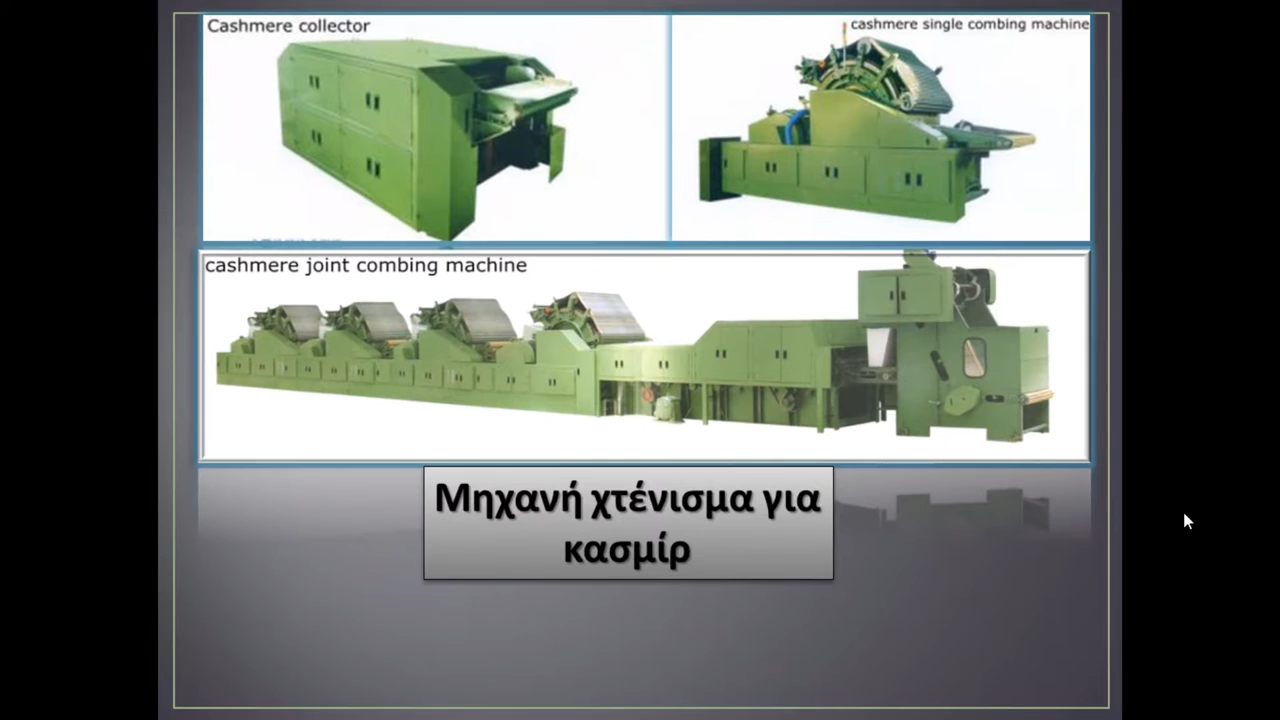 Cashmere collector
cashmere single combing machine
cashmere joint combing machine
Μηχανή χτένισμα για
κασμίρ